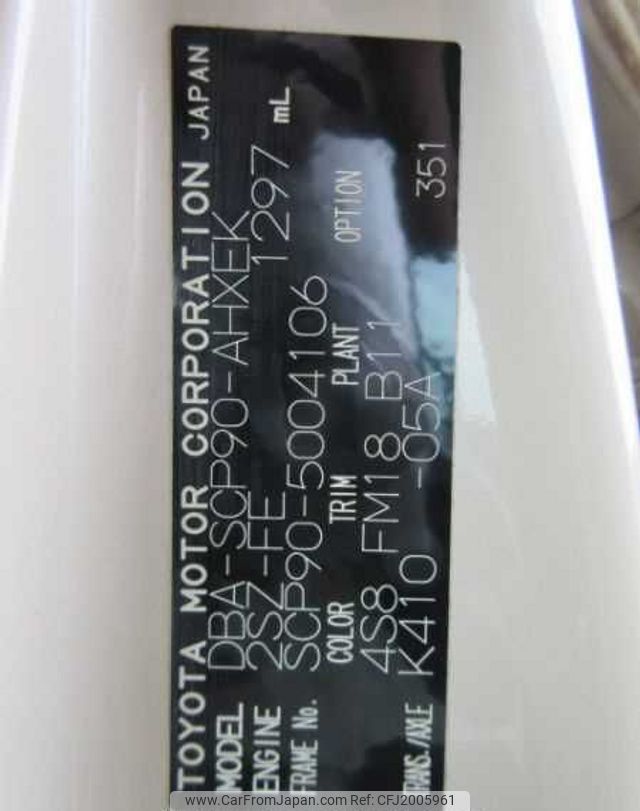 TOYOTA MOTOR CORPORATION JAPAN
MODEL DBA-SCP90-AHXEK
ENGINE 2SZ-FE 1297 mL
FRAME No. SCP90-5004106
COLOR TRIM PLANT OPTION
4S8 FM18 B11
TRANS./AXLE K410 -05A 351
www.CarFromJapan.com | CFJ2005961